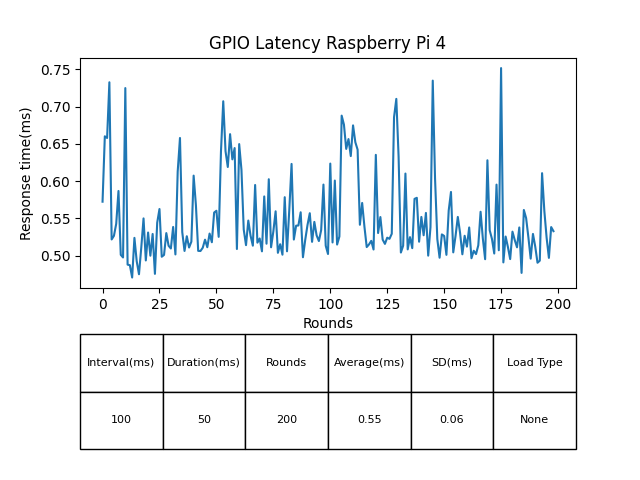 GPIO Latency Raspberry Pi 4
0.75
0.70
0.65
0.60
0.55
0.50
Response time(ms)
0 25 50 75 100 125 150 175 200
Rounds
Interval(ms) Duration(ms) Rounds Average(ms) SD(ms) Load Type
100 50 200 0.55 0.06 None